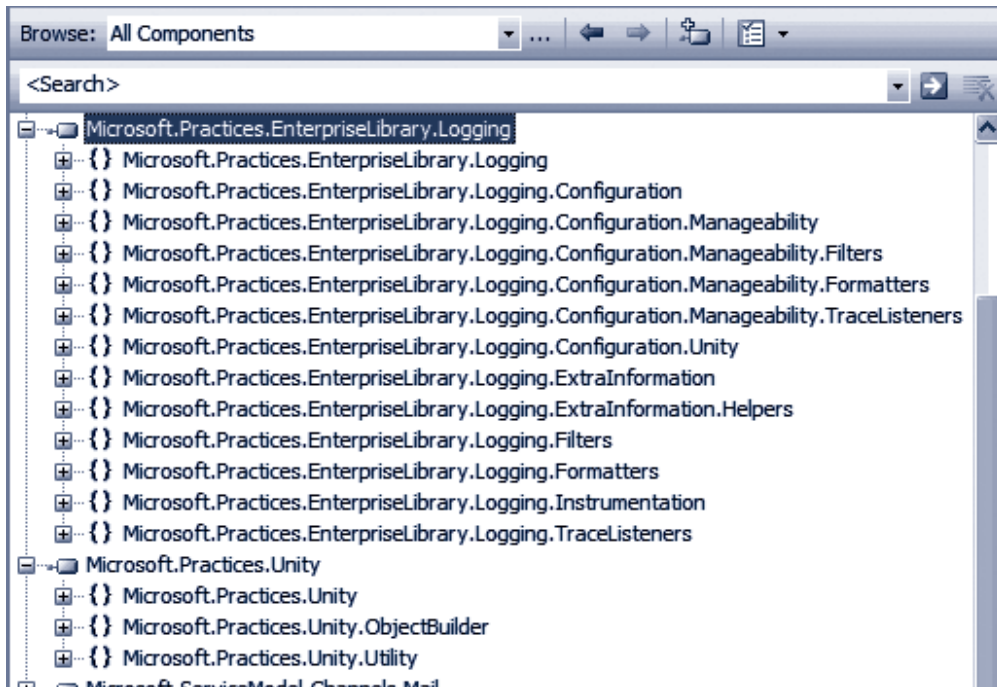 Browse: All Components ...
<Search>
Microsoft.Practices.EnterpriseLibrary.Logging
{} Microsoft.Practices.EnterpriseLibrary.Logging
{} Microsoft.Practices.EnterpriseLibrary.Logging.Configuration
{} Microsoft.Practices.EnterpriseLibrary.Logging.Configuration.Manageability
{} Microsoft.Practices.EnterpriseLibrary.Logging.Configuration.Manageability.Filters
{} Microsoft.Practices.EnterpriseLibrary.Logging.Configuration.Manageability.Formatters
{} Microsoft.Practices.EnterpriseLibrary.Logging.Configuration.Manageability.TraceListeners
{} Microsoft.Practices.EnterpriseLibrary.Logging.Configuration.Unity
{} Microsoft.Practices.EnterpriseLibrary.Logging.ExtraInformation
{} Microsoft.Practices.EnterpriseLibrary.Logging.ExtraInformation.Helpers
{} Microsoft.Practices.EnterpriseLibrary.Logging.Filters
{} Microsoft.Practices.EnterpriseLibrary.Logging.Formatters
{} Microsoft.Practices.EnterpriseLibrary.Logging.Instrumentation
{} Microsoft.Practices.EnterpriseLibrary.Logging.TraceListeners
Microsoft.Practices.Unity
{} Microsoft.Practices.Unity
{} Microsoft.Practices.Unity.ObjectBuilder
{} Microsoft.Practices.Unity.Utility
Microsoft.ServiceModel.Channels.Mail